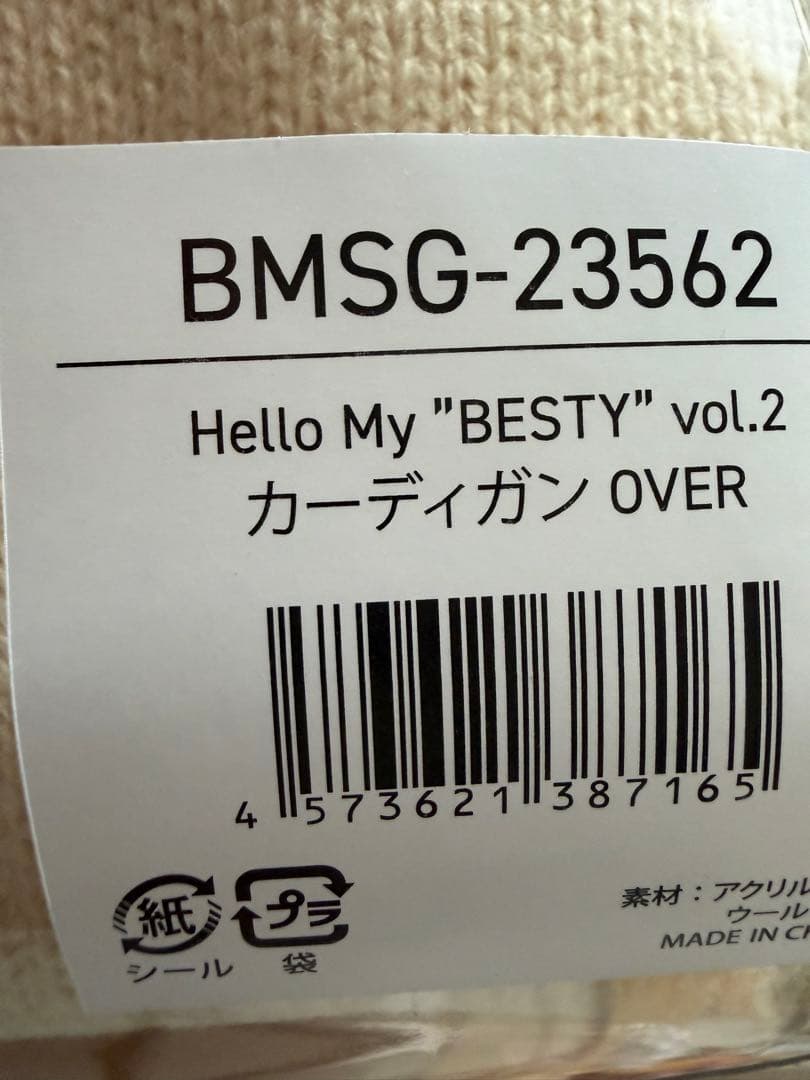 BMSG-23562
Hello My "BESTY" vol.2
カーディガン OVER
4 573621 387165
紙
シール
プラ
袋
素材：アクリル
ウール
MADE IN